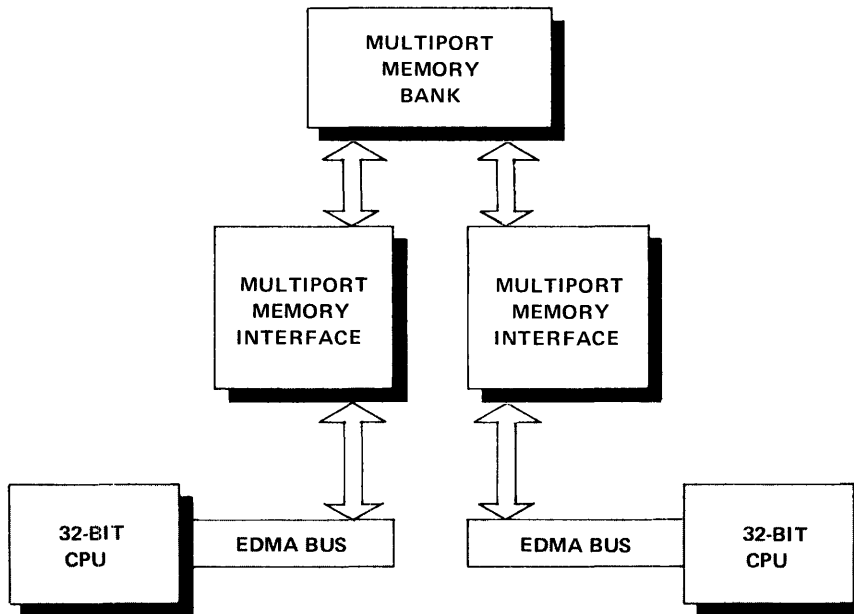 MULTIPORT
MEMORY
BANK
MULTIPORT
MEMORY
INTERFACE
MULTIPORT
MEMORY
INTERFACE
32-BIT
CPU
EDMA BUS
EDMA BUS
32-BIT
CPU